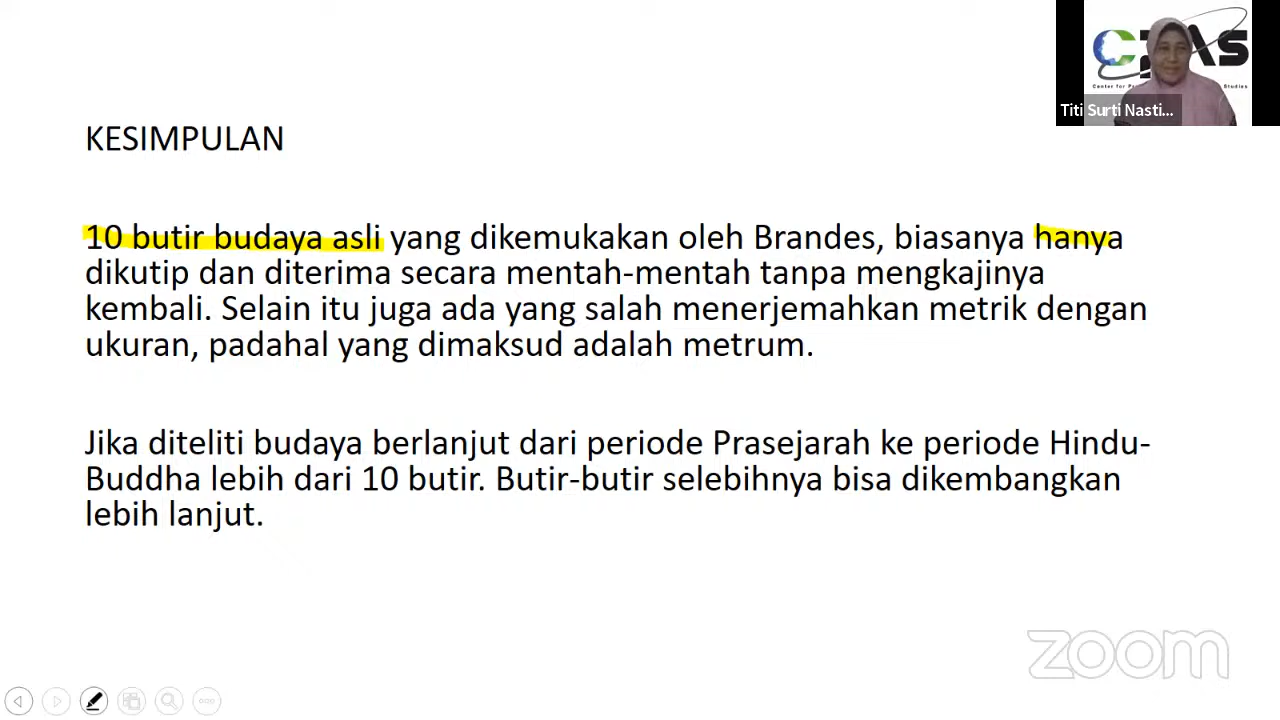 Titi Surti Nasti...
KESIMPULAN
10 butir budaya asli yang dikemukakan oleh Brandes, biasanya hanya
dikutip dan diterima secara mentah-mentah tanpa mengkajinya
kembali. Selain itu juga ada yang salah menerjemahkan metrik dengan
ukuran, padahal yang dimaksud adalah metrum.
Jika diteliti budaya berlanjut dari periode Prasejarah ke periode Hindu-
Buddha lebih dari 10 butir. Butir-butir selebihnya bisa dikembangkan
lebih lanjut.
zoom